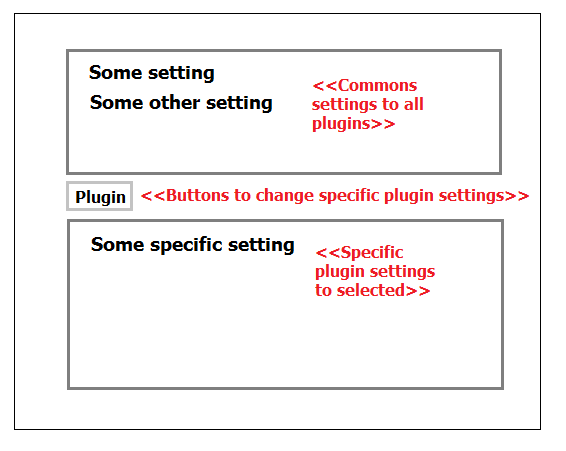 Some setting
<<Commons
Some other setting
settings to all
plugins>>
Plugin <<Buttons to change specific plugin settings>>
Some specific setting
<<Specific
plugin settings
to selected>>